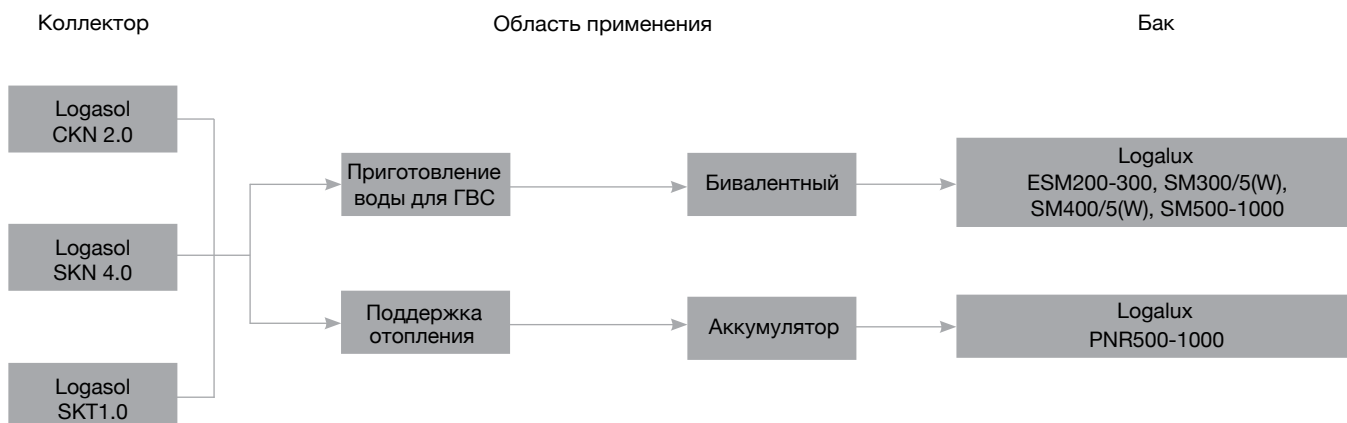 Коллектор
Область применения
Бак
Logasol
CKN 2.0
Logasol
SKN 4.0
Logasol
SKT1.0
Приготовление
воды для ГВС
Бивалентный
Logalux
ESM200-300, SM300/5(W),
SM400/5(W), SM500-1000
Поддержка
отопления
Аккумулятор
Logalux
PNR500-1000